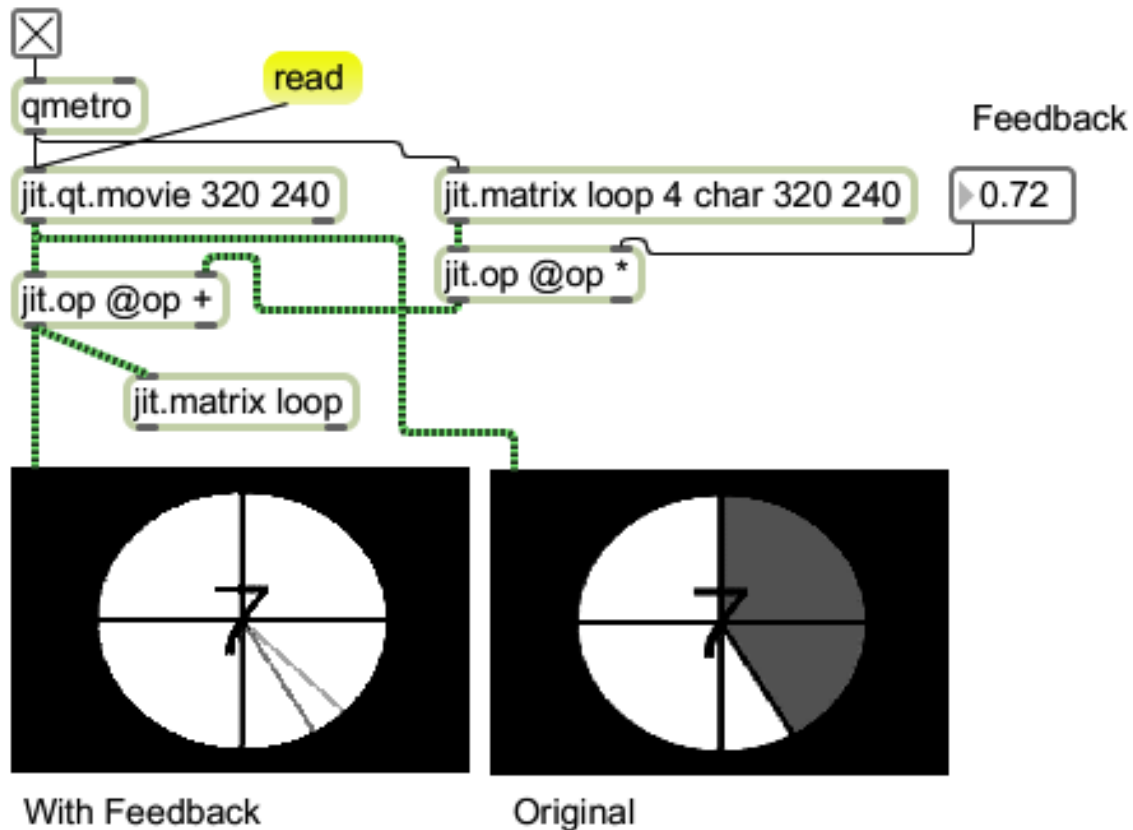 read
qmetro
Feedback
jit.qt.movie 320 240
jit.matrix loop 4 char 320 240
0.72
jit.op @op *
jit.op @op +
jit.matrix loop
7
7
With Feedback
Original